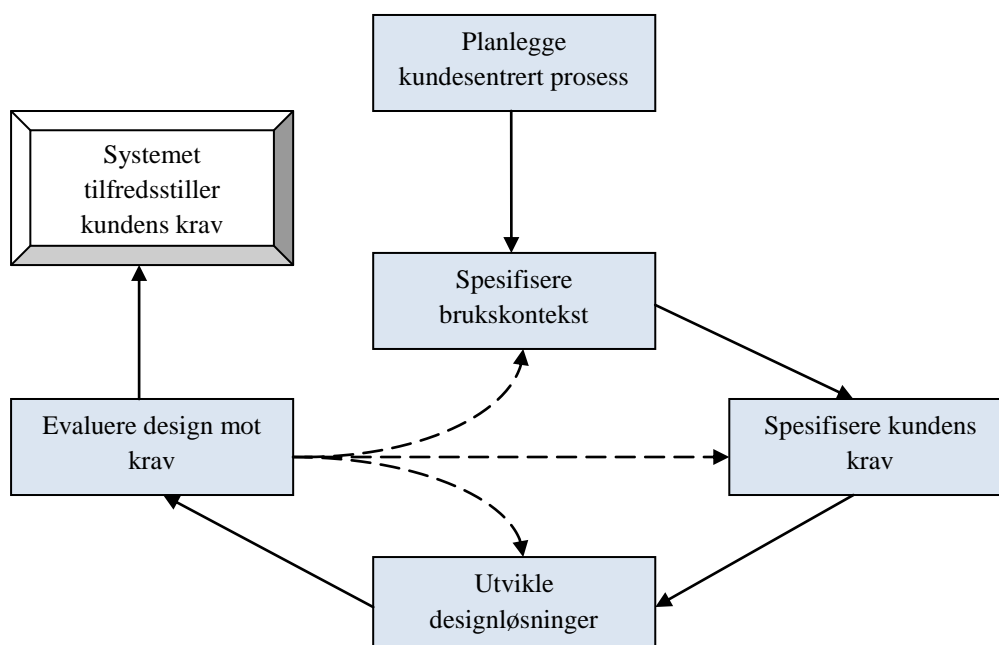 Planlegge
kundesentrert prosess
Systemet
tilfredsstiller
kundens krav
Spesifisere
brukskontekst
Evaluere design mot
krav
Spesifisere kundens
krav
Utvikle
designløsninger